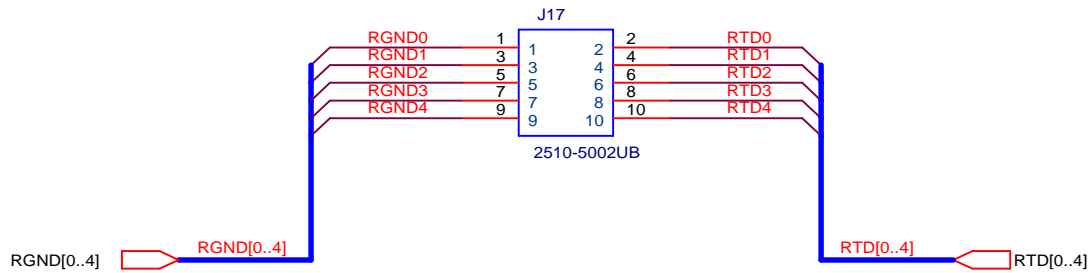 J17
RGND0 1 1 2 2 RTD0
RGND1 3 3 4 4 RTD1
RGND2 5 5 6 6 RTD2
RGND3 7 7 8 8 RTD3
RGND4 9 9 10 10 RTD4
2510-5002UB
RGND[0..4] RGND[0..4] RTD[0..4] RTD[0..4]